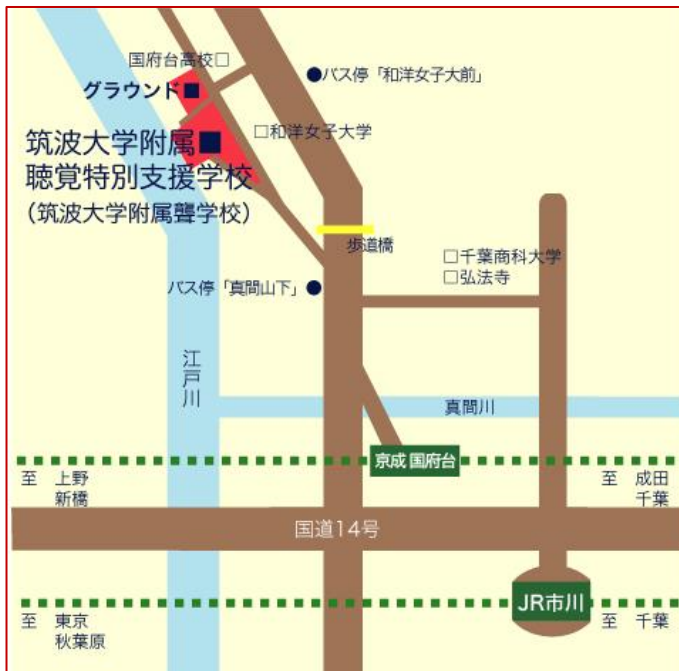 国府台高校□
グラウンド■
●バス停「和洋女子大前」
筑波大学附属■
□和洋女子大学
聴覚特別支援学校
（筑波大学附属聾学校）
歩道橋
□千葉商科大学
□弘法寺
バス停「真間山下」●
江戸川
真間川
京成 国府台
至 上野
新橋
至 成田
千葉
国道14号
JR市川
至 東京
秋葉原
至 千葉